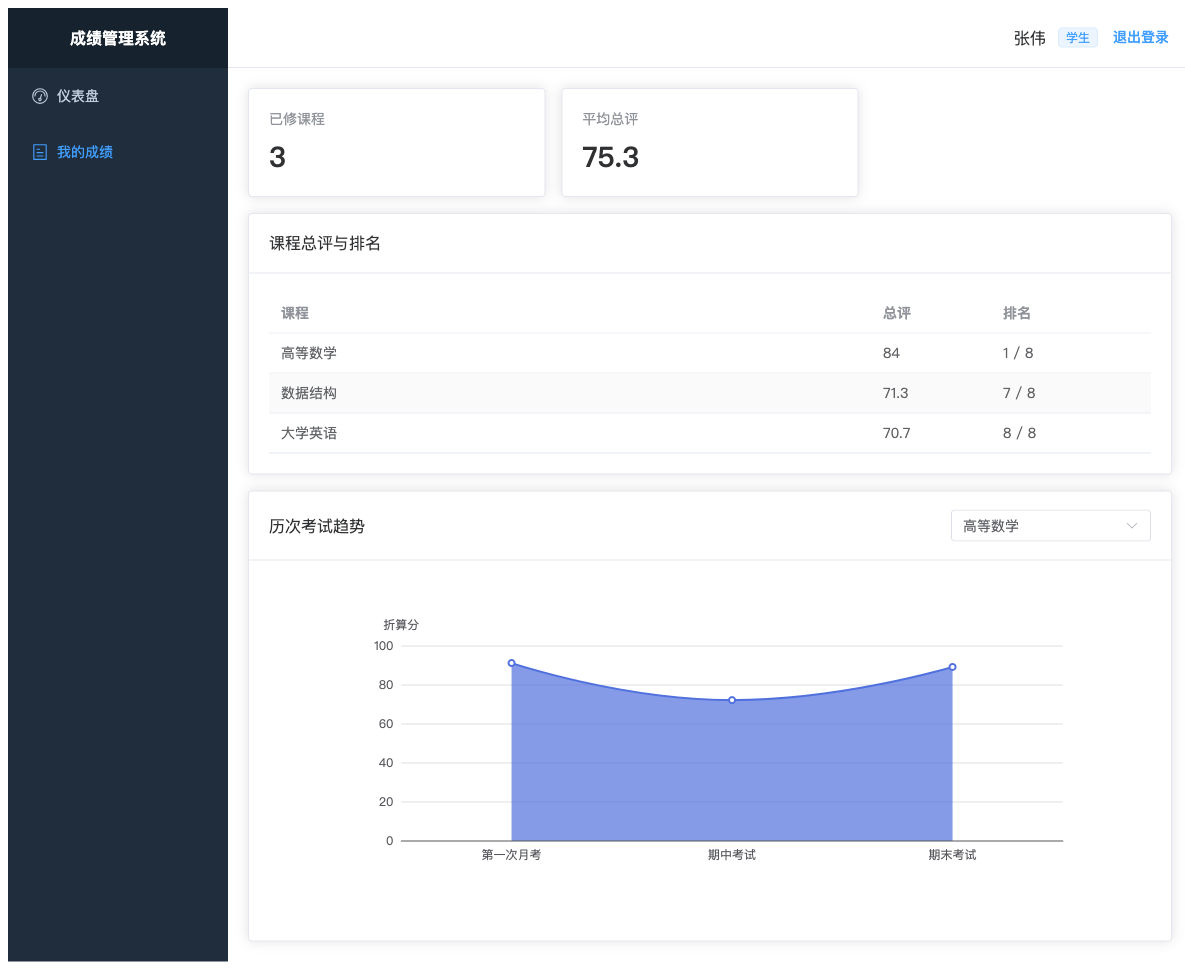 成绩管理系统
张伟 学生 退出登录
仪表盘
我的成绩
已修课程
3
平均总评
75.3
课程总评与排名
课程 总评 排名
高等数学 84 1 / 8
数据结构 71.3 7 / 8
大学英语 70.7 8 / 8
历次考试趋势 高等数学
折算分
100
80
60
40
20
0
第一次月考 期中考试 期末考试